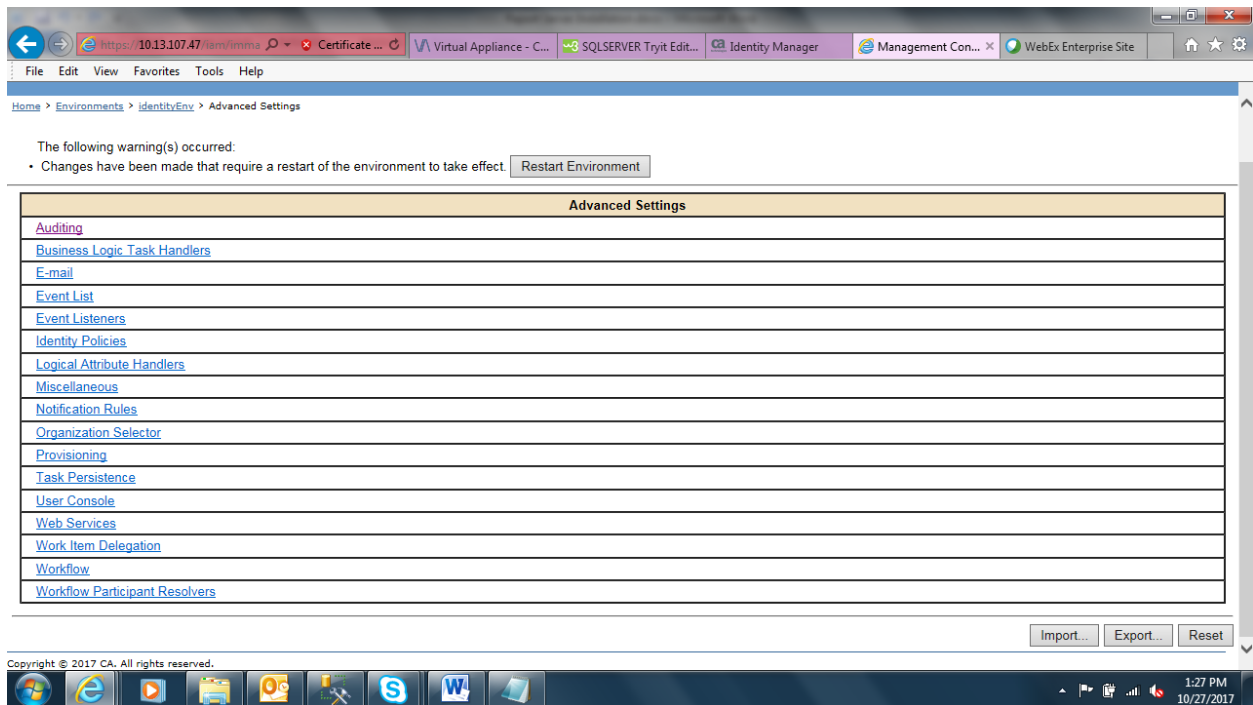 https://10.13.107.47/iam/imma
Certificate ...
Virtual Appliance - C...
SQLSERVER Tryit Edit...
Identity Manager
Management Con...
WebEx Enterprise Site
File Edit View Favorites Tools Help
Home > Environments > identityEnv > Advanced Settings
The following warning(s) occurred:
• Changes have been made that require a restart of the environment to take effect. Restart Environment
Advanced Settings
Auditing
Business Logic Task Handlers
E-mail
Event List
Event Listeners
Identity Policies
Logical Attribute Handlers
Miscellaneous
Notification Rules
Organization Selector
Provisioning
Task Persistence
User Console
Web Services
Work Item Delegation
Workflow
Workflow Participant Resolvers
Import... Export... Reset
Copyright © 2017 CA. All rights reserved.
1:27 PM
10/27/2017